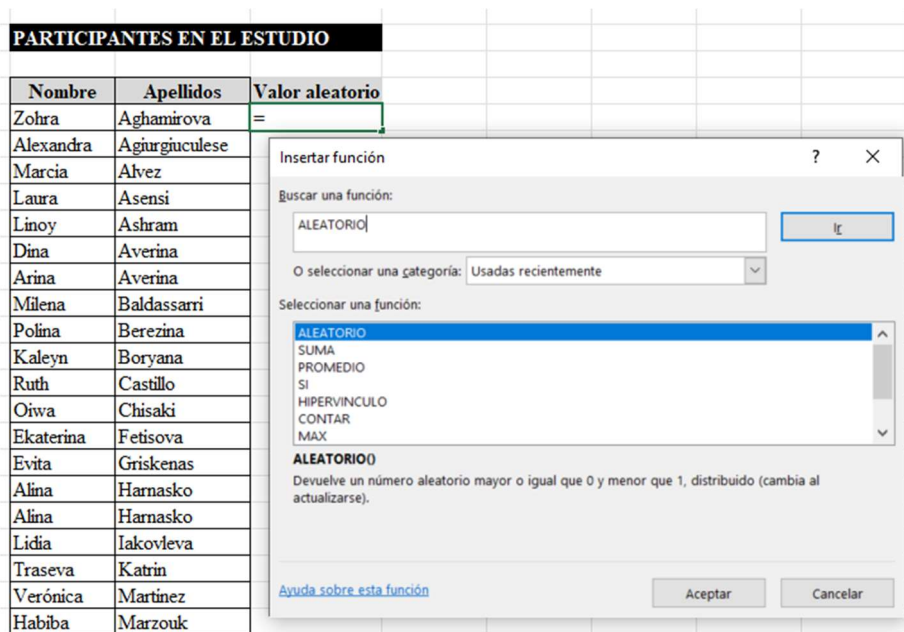 PARTICIPANTES EN EL ESTUDIO
Nombre Apellidos Valor aleatorio
Zohra Aghamirova =
Alexandra Agiurgiuculese
Marcia Alvez
Laura Asensi
Linoy Ashram
Dina Averina
Arina Averina
Milena Baldassarri
Polina Berezina
Kaleyn Boryana
Ruth Castillo
Oiwa Chisaki
Ekaterina Fetisova
Evita Griskenas
Alina Harnasko
Alina Harnasko
Lidia Iakovleva
Traseva Katrin
Verónica Martínez
Habiba Marzouk
Insertar función ? X
Buscar una función:
ALEATORIO
Ir
O seleccionar una categoría: Usadas recientemente
Seleccionar una función:
ALEATORIO
SUMA
PROMEDIO
SI
HIPERVINCULO
CONTAR
MAX
ALEATORIO()
Devuelve un número aleatorio mayor o igual que 0 y menor que 1, distribuido (cambia al
actualizarse).
Ayuda sobre esta función
Aceptar Cancelar